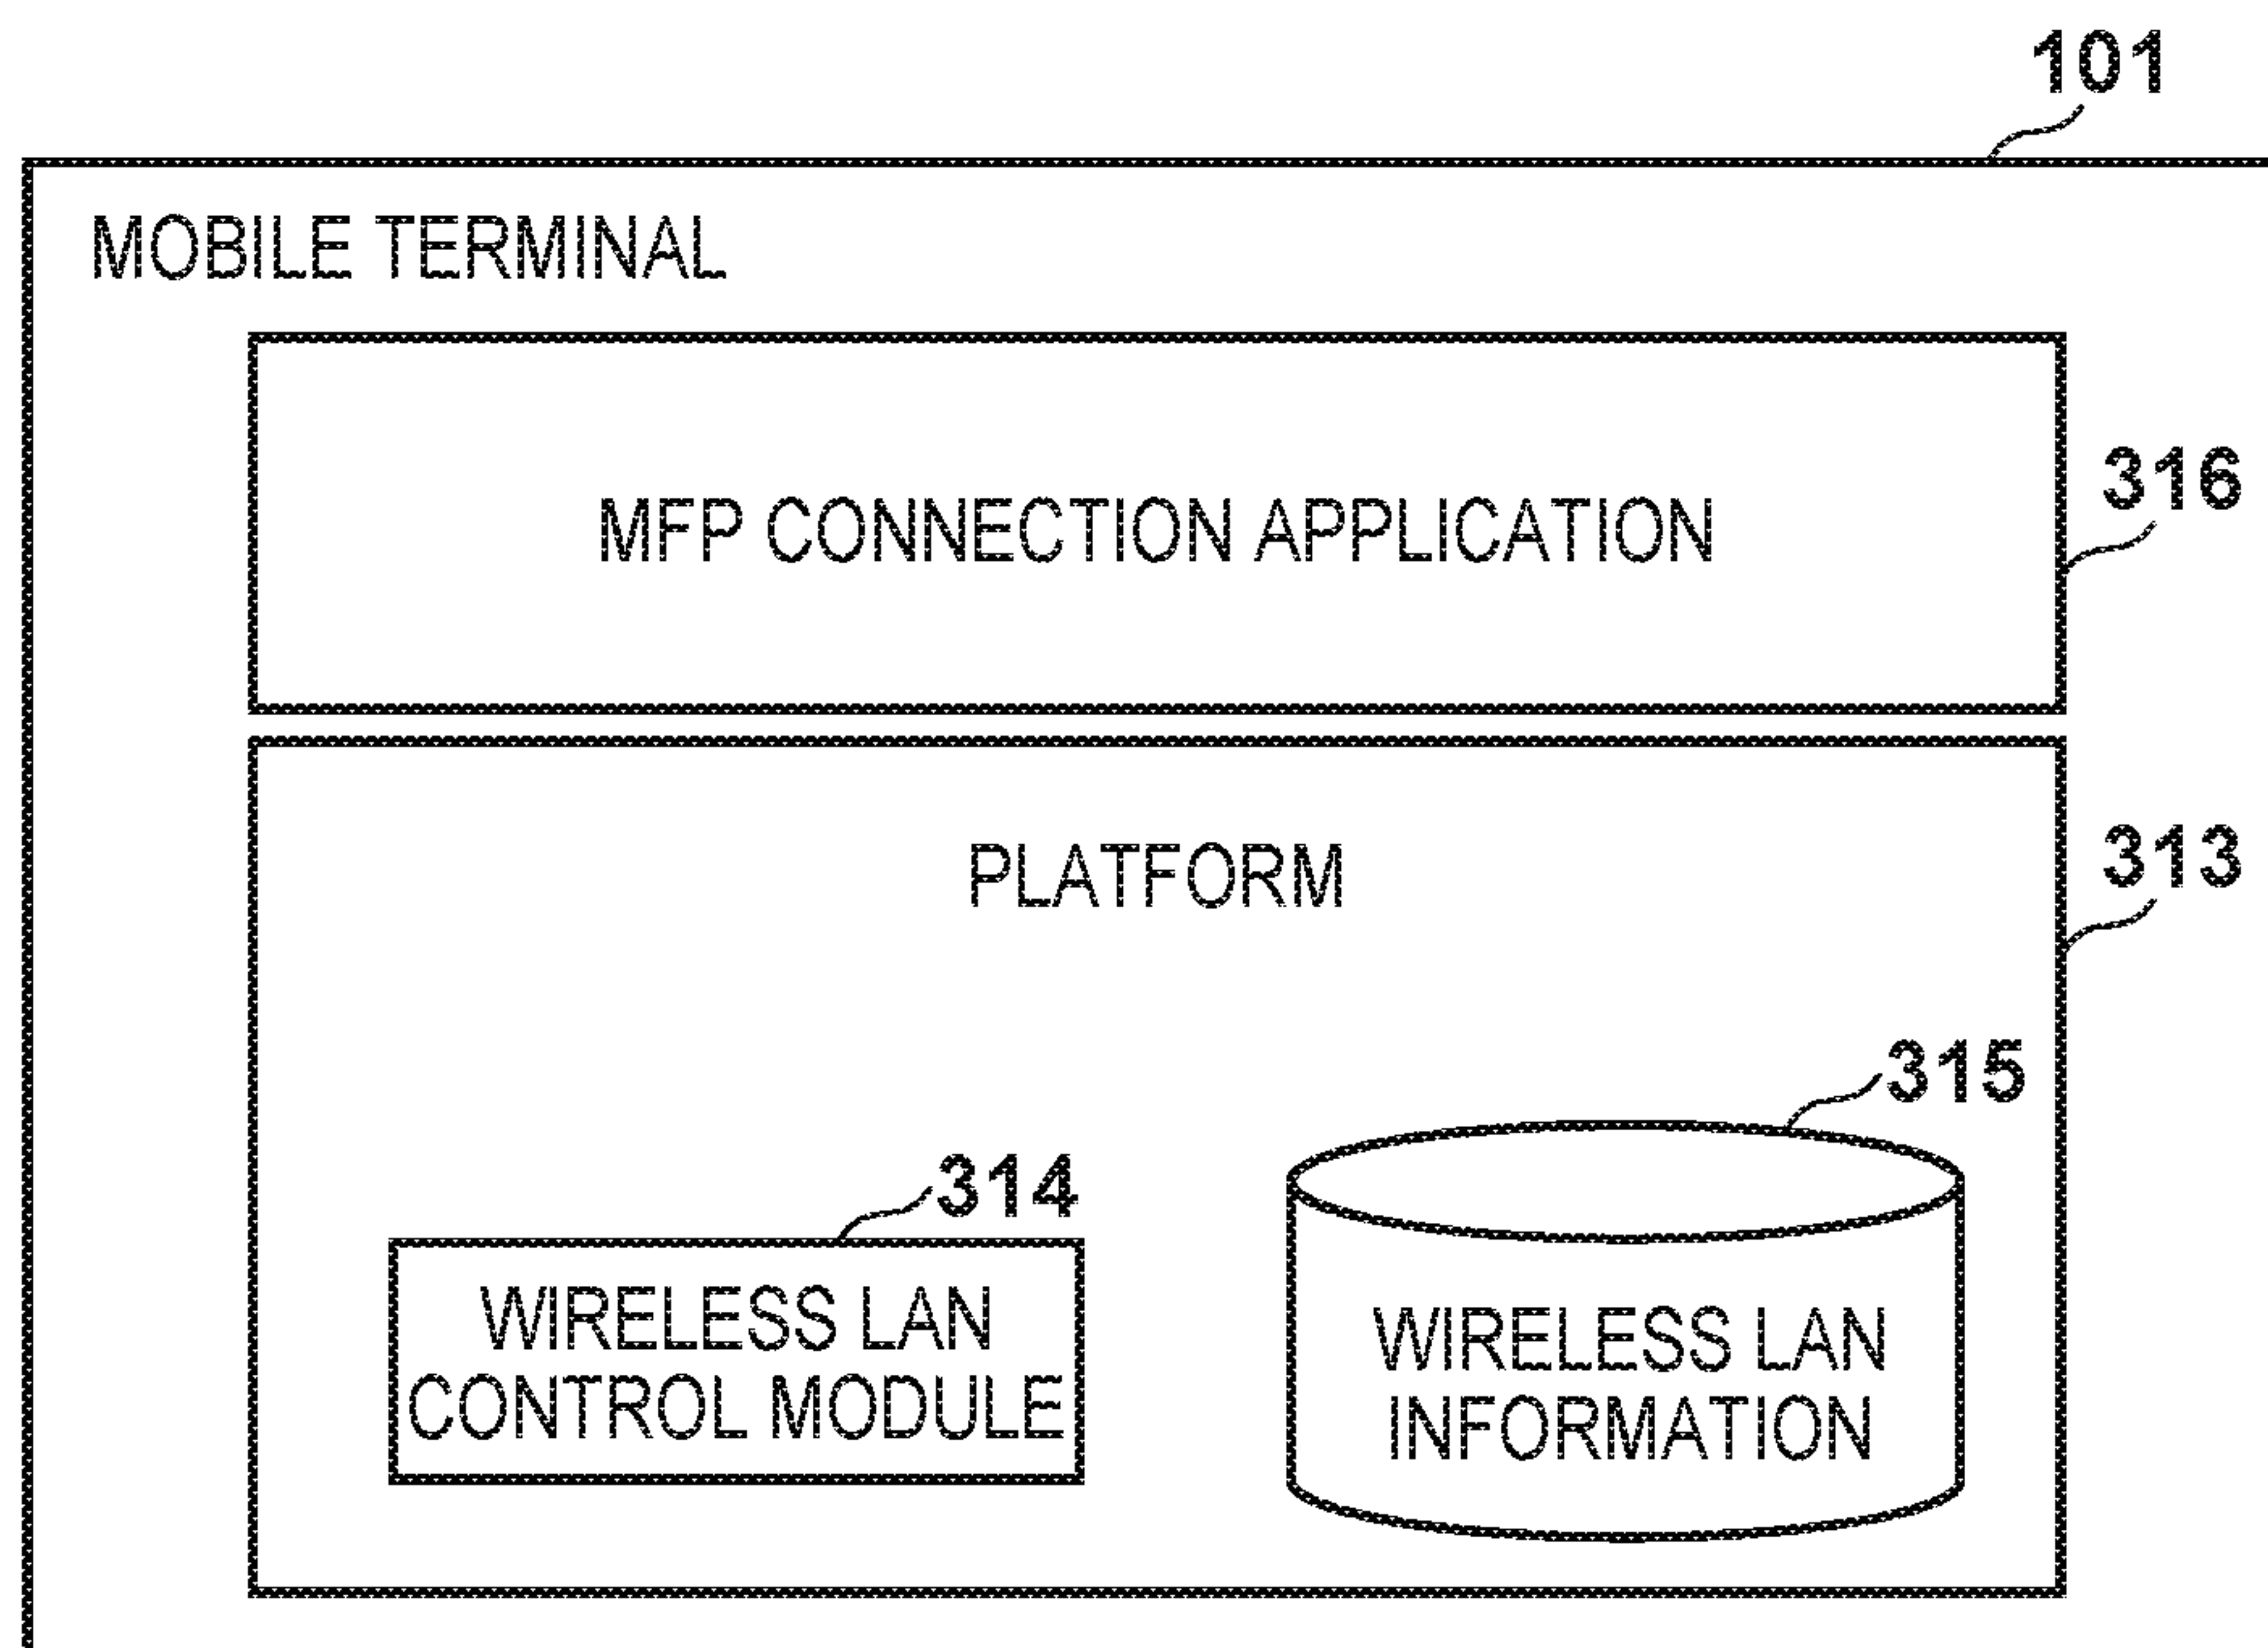 101
MOBILE TERMINAL
MFP CONNECTION APPLICATION
316
PLATFORM
313
315
314
WIRELESS LAN
CONTROL MODULE
WIRELESS LAN
INFORMATION